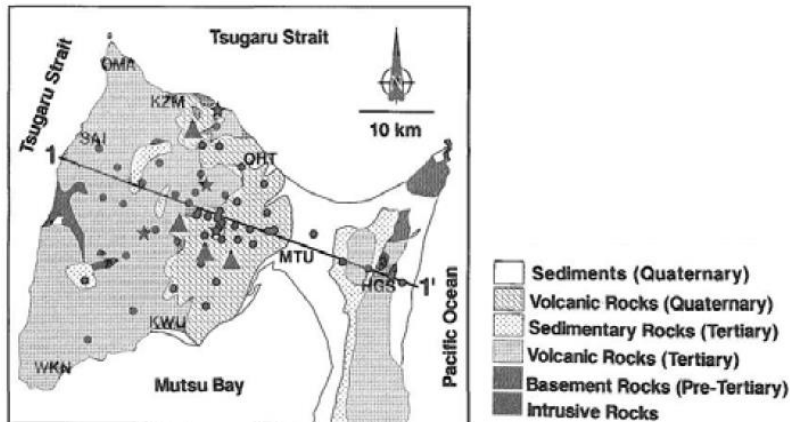 Tsugaru Strait
Tsugaru Strait
OMA
KZM
10 km
SAI
1
OHT
MTU
HGS
1'
KWU
WKN
Mutsu Bay
Pacific Ocean
Sediments (Quaternary)
Volcanic Rocks (Quaternary)
Sedimentary Rocks (Tertiary)
Volcanic Rocks (Tertiary)
Basement Rocks (Pre-Tertiary)
Intrusive Rocks